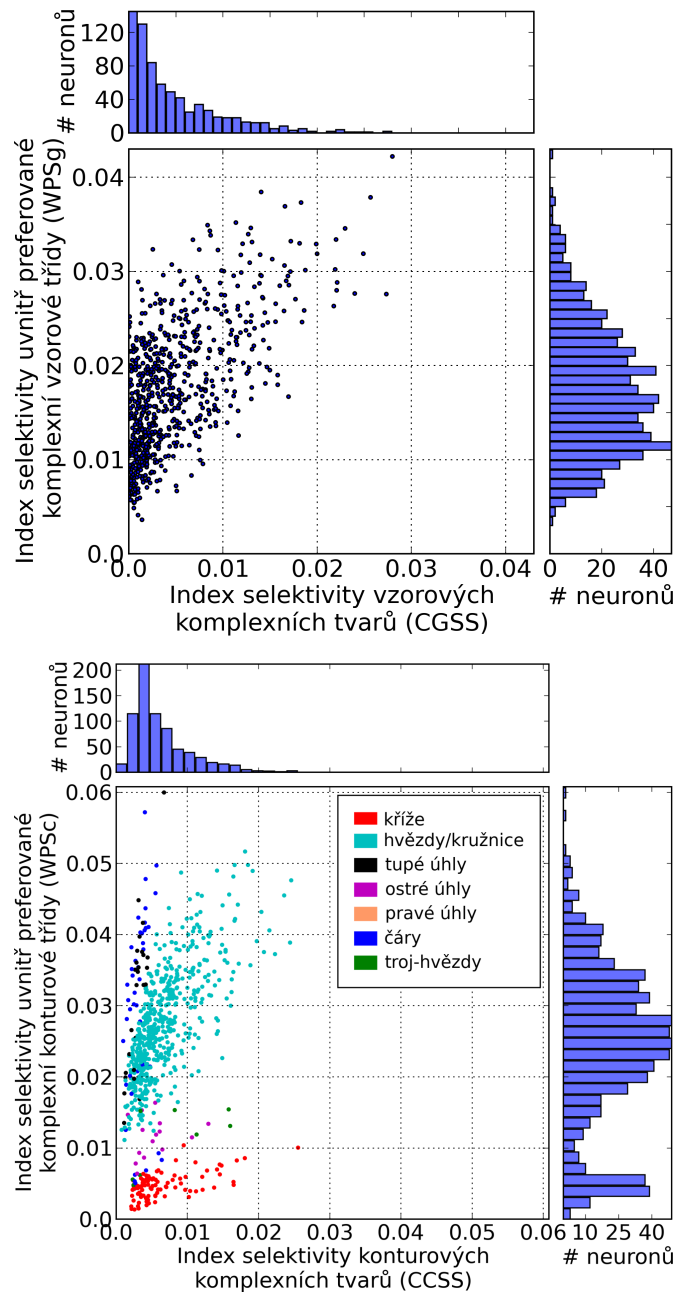 # neuronů
120
80
40
0
Index selektivity uvnitř preferované
komplexní vzorové třídy (WPSg)
0.04
0.03
0.02
0.01
0.0
0.0 0.01 0.02 0.03 0.04
0 20 40
Index selektivity vzorových
komplexních tvarů (CGSS)
# neuronů
# neuronů
200
150
100
50
0
Index selektivity uvnitř preferované
komplexní konturové třídy (WPSc)
0.06
0.05
0.04
0.03
0.02
0.01
0.0
kříže
hvězdy/kružnice
tupé úhly
ostré úhly
pravé úhly
čáry
troj-hvězdy
0.0 0.01 0.02 0.03 0.04 0.05 0.06
10 25 40
Index selektivity konturových
komplexních tvarů (CCSS)
# neuronů